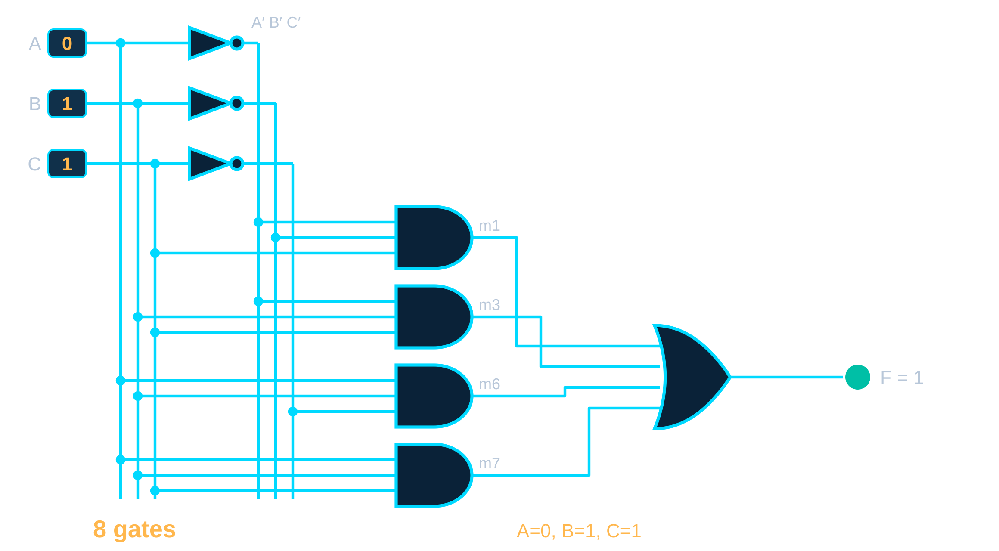 A′ B′ C′
A 0
B 1
C 1
m1
m3
m6
m7
F = 1
8 gates
A=0, B=1, C=1